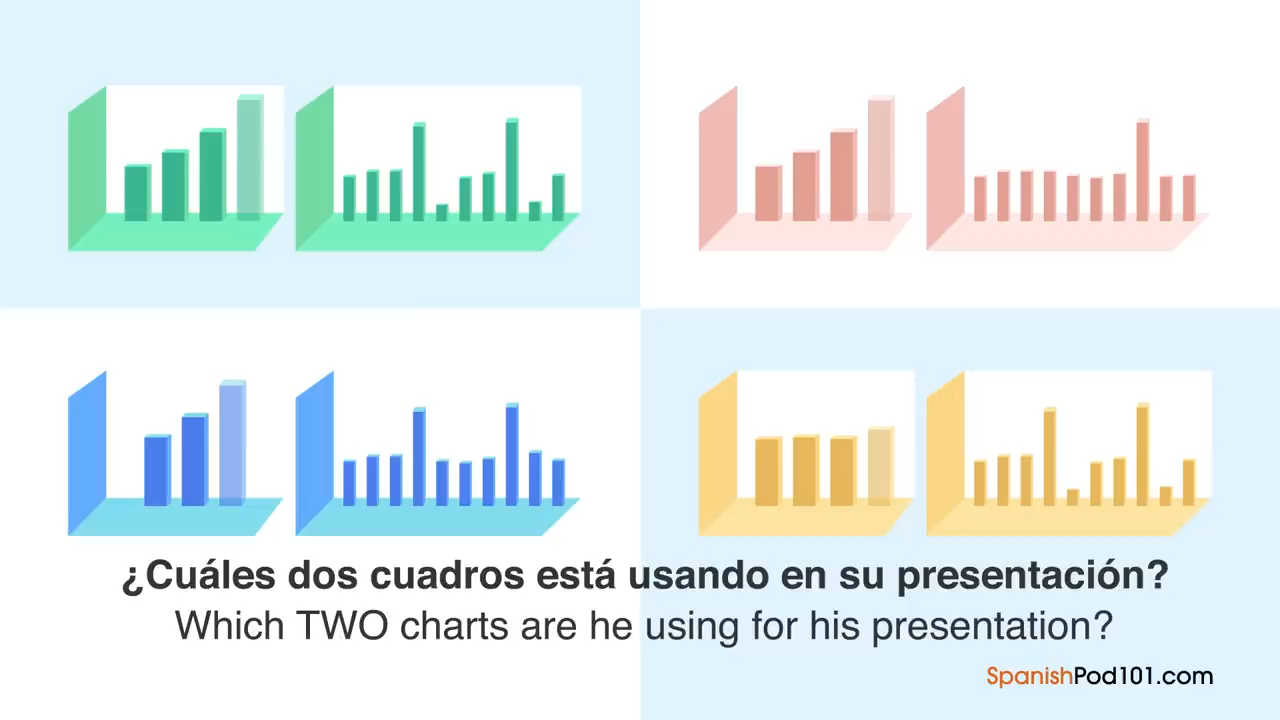 ¿Cuáles dos cuadros está usando en su presentación?
Which TWO charts are he using for his presentation?
SpanishPod101.com